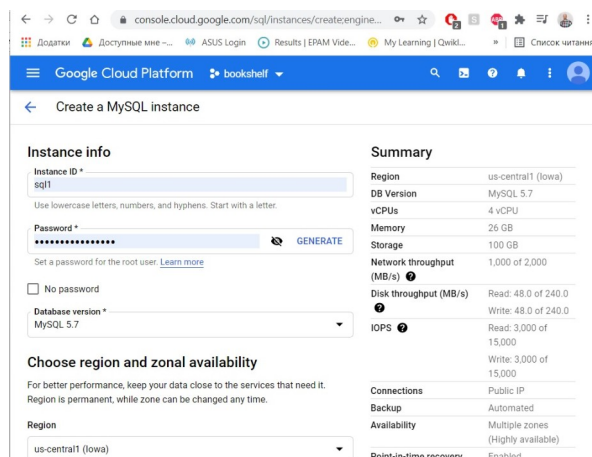 console.cloud.google.com/sql/instances/create;engine...
Додатки
Доступные мне –...
ASUS Login
Results | EPAM Vide...
My Learning | Qwikl...
»
Список читання
Google Cloud Platform
bookshelf
Create a MySQL instance
Instance info
Instance ID *
sql1
Use lowercase letters, numbers, and hyphens. Start with a letter.
Password *
••••••••••••••••
GENERATE
Set a password for the root user. Learn more
No password
Database version *
MySQL 5.7
Choose region and zonal availability
For better performance, keep your data close to the services that need it.
Region is permanent, while zone can be changed any time.
Region
us-central1 (Iowa)
Summary
Region us-central1 (Iowa)
DB Version MySQL 5.7
vCPUs 4 vCPU
Memory 26 GB
Storage 100 GB
Network throughput (MB/s) 1,000 of 2,000
Disk throughput (MB/s) Read: 48.0 of 240.0
Write: 48.0 of 240.0
IOPS Read: 3,000 of
15,000
Write: 3,000 of
15,000
Connections Public IP
Backup Automated
Availability Multiple zones
(Highly available)
Point-in-time recovery Enabled